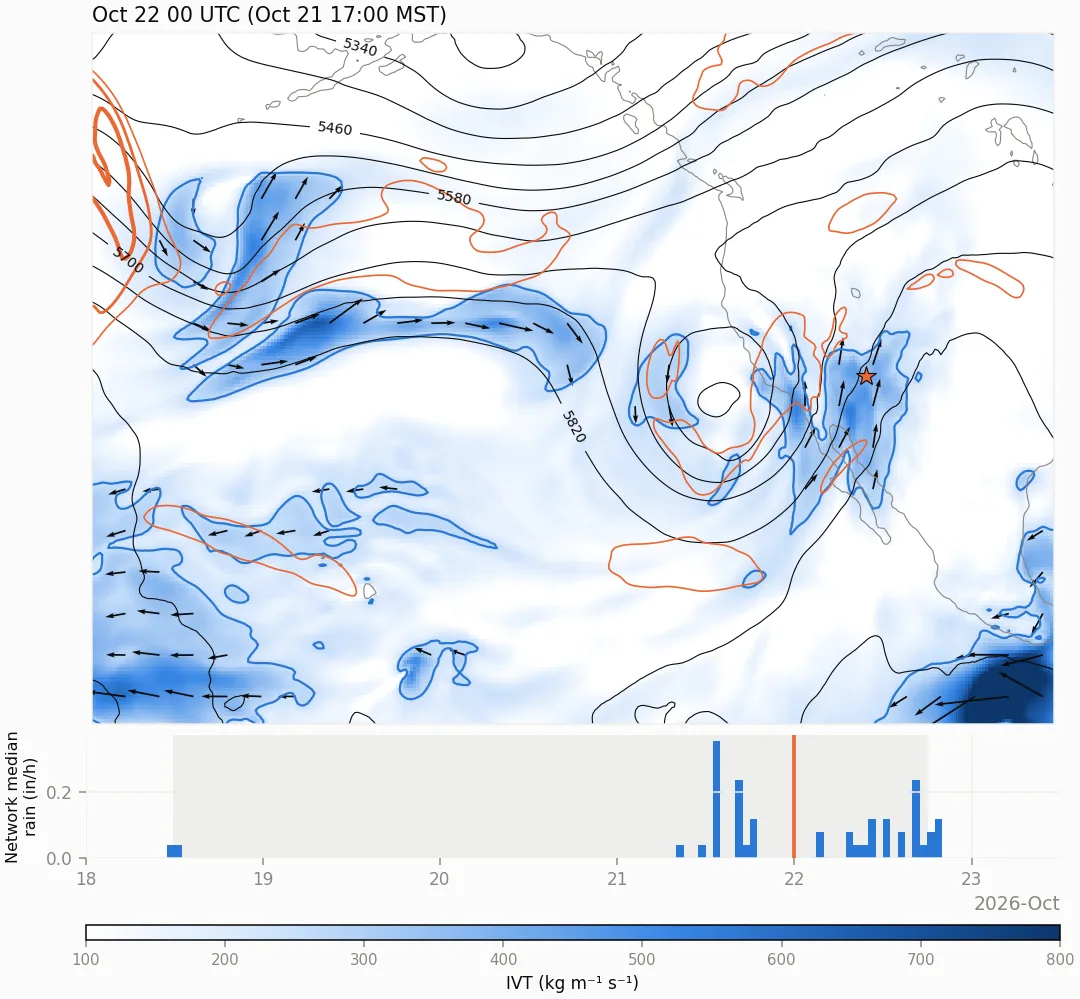 Oct 22 00 UTC (Oct 21 17:00 MST)
5340
5460
5580
5700
5820
Network median
rain (in/h)
0.2
0.0
18 19 20 21 22 23
2026-Oct
100 200 300 400 500 600 700 800
IVT (kg m⁻¹ s⁻¹)